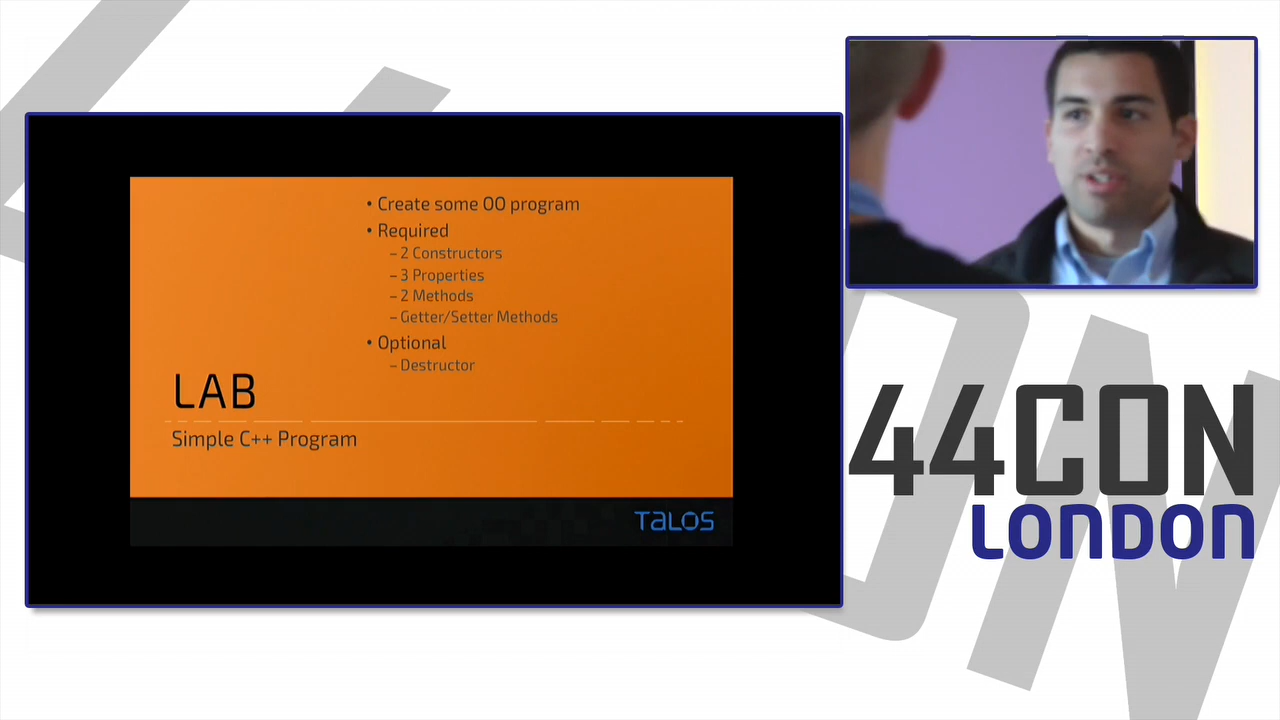 • Create some OO program
• Required
– 2 Constructors
– 3 Properties
– 2 Methods
– Getter/Setter Methods
• Optional
– Destructor
LAB
Simple C++ Program
TALOS
44CON
LONDON